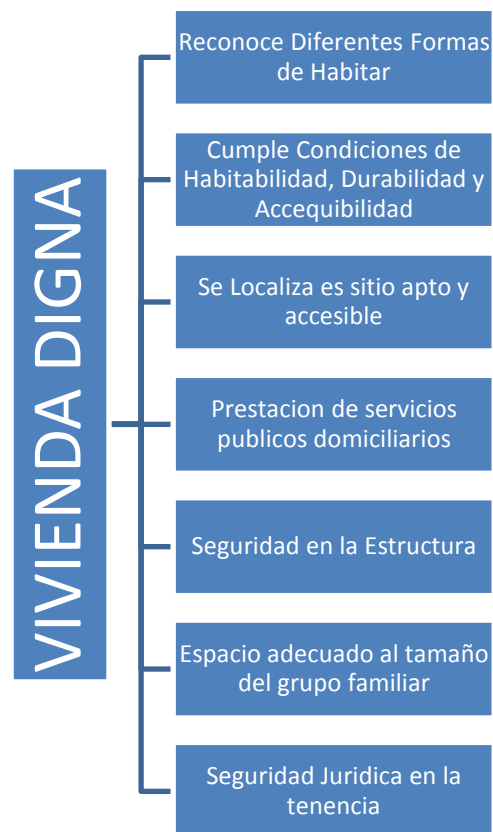 VIVIENDA DIGNA
Reconoce Diferentes Formas
de Habitar
Cumple Condiciones de
Habitabilidad, Durabilidad y
Accequibilidad
Se Localiza es sitio apto y
accesible
Prestacion de servicios
publicos domiciliarios
Seguridad en la Estructura
Espacio adecuado al tamaño
del grupo familiar
Seguridad Juridica en la
tenencia